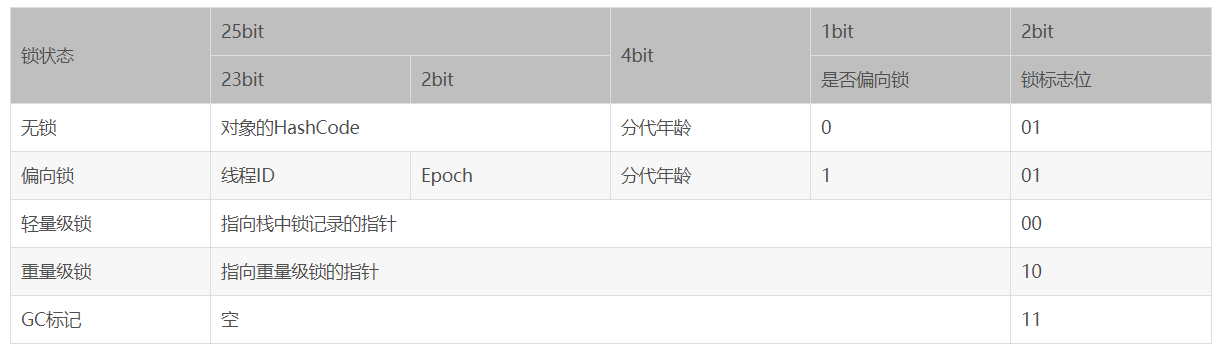 锁状态 25bit 4bit 1bit 2bit
23bit 2bit 是否偏向锁 锁标志位
无锁 对象的HashCode 分代年龄 0 01
偏向锁 线程ID Epoch 分代年龄 1 01
轻量级锁 指向栈中锁记录的指针 00
重量级锁 指向重量级锁的指针 10
GC标记 空 11